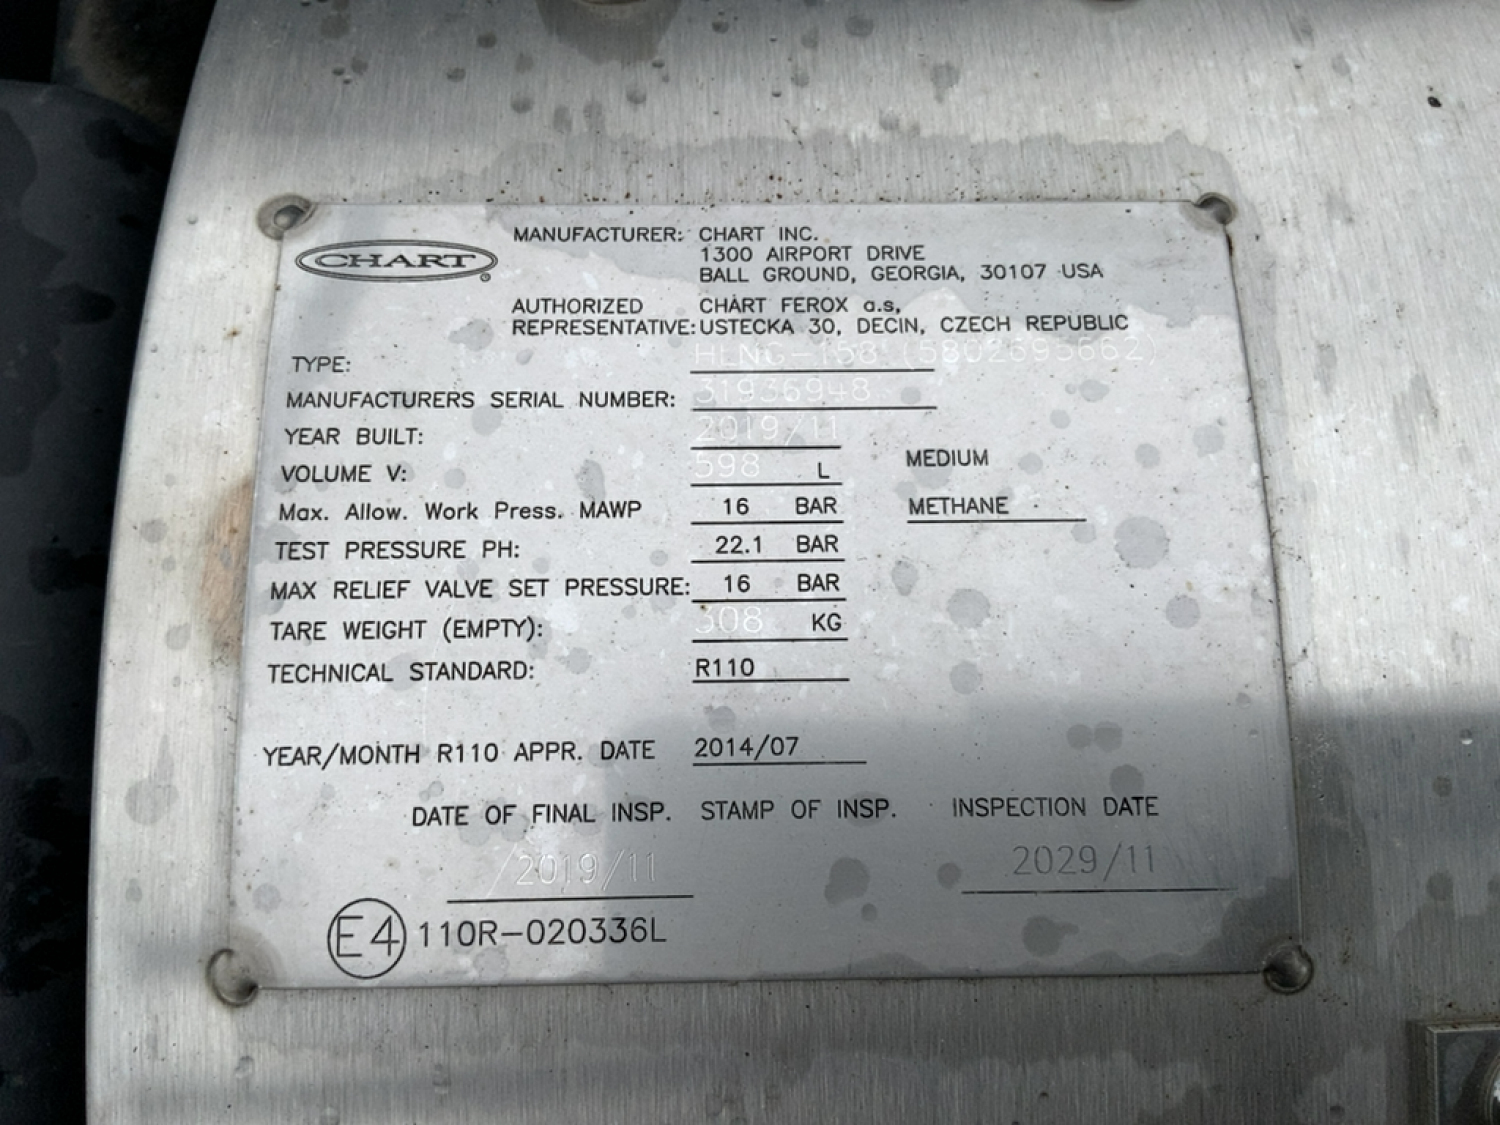 CHART
MANUFACTURER: CHART INC.
1300 AIRPORT DRIVE
BALL GROUND, GEORGIA, 30107 USA
AUTHORIZED CHART FEROX a.s,
REPRESENTATIVE: USTECKA 30, DECIN, CZECH REPUBLIC
TYPE: HLNG-158 (5802695662)
MANUFACTURERS SERIAL NUMBER: 31936948
YEAR BUILT: 2019/11
VOLUME V: 598 L MEDIUM
Max. Allow. Work Press. MAWP 16 BAR METHANE
TEST PRESSURE PH: 22.1 BAR
MAX RELIEF VALVE SET PRESSURE: 16 BAR
TARE WEIGHT (EMPTY): 308 KG
TECHNICAL STANDARD: R110
YEAR/MONTH R110 APPR. DATE 2014/07
DATE OF FINAL INSP. STAMP OF INSP. INSPECTION DATE
/2019/11 2029/11
E4 110R-020336L